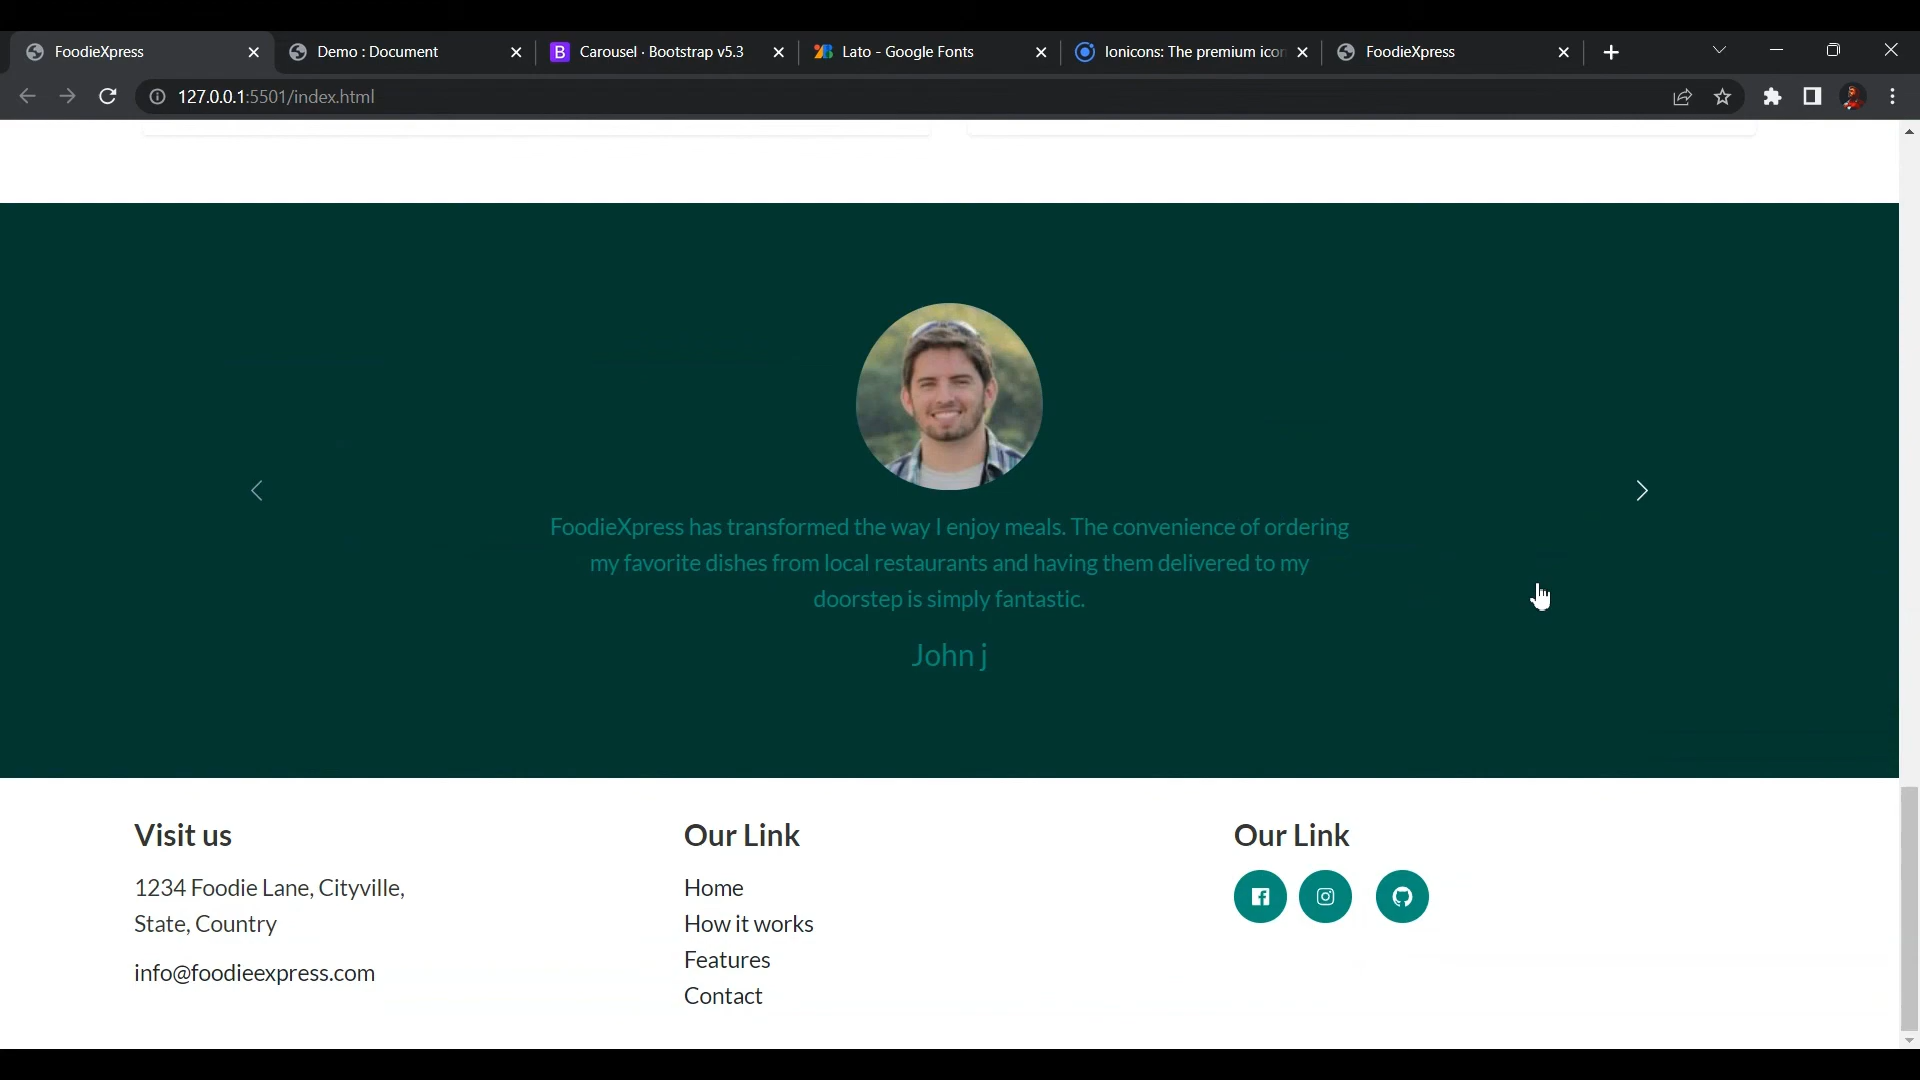 FoodieXpress
Demo : Document
Carousel · Bootstrap v5.3
Lato - Google Fonts
Ionicons: The premium icon
FoodieXpress
127.0.0.1:5501/index.html
FoodieXpress has transformed the way I enjoy meals. The convenience of ordering
my favorite dishes from local restaurants and having them delivered to my
doorstep is simply fantastic.
John j
Visit us
1234 Foodie Lane, Cityville,
State, Country
info@foodieexpress.com
Our Link
Home
How it works
Features
Contact
Our Link